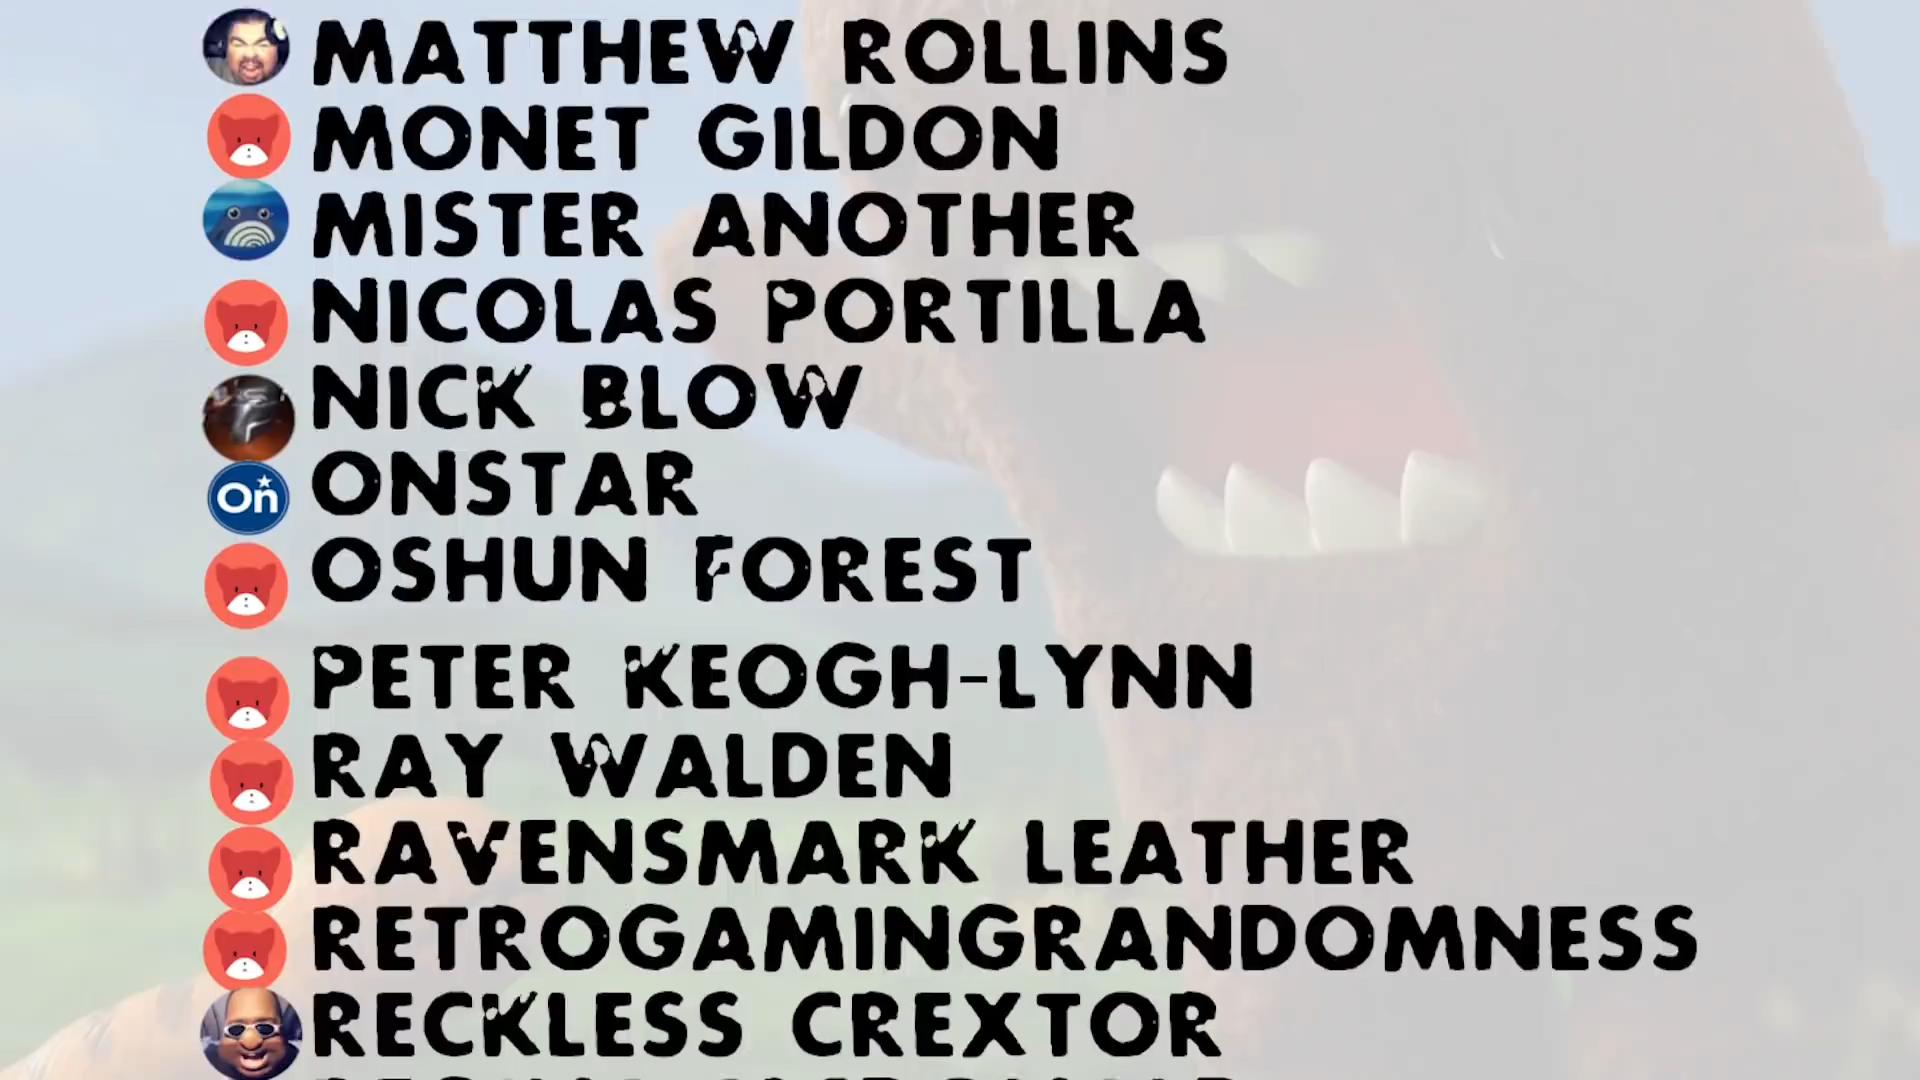 MATTHEW ROLLINS
MONET GILDON
MISTER ANOTHER
NICOLAS PORTILLA
NICK BLOW
On
ONSTAR
OSHUN FOREST
PETER KEOGH-LYNN
RAY WALDEN
RAVENSMARK LEATHER
RETROGAMINGRANDOMNESS
RECKLESS CREXTOR